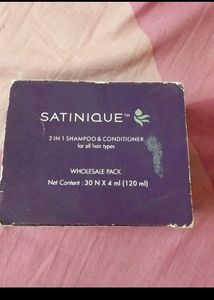 SATINIQUE™
2 IN 1 SHAMPOO & CONDITIONER
for all hair types
WHOLESALE PACK
Net Content : 30 N X 4 ml (120 ml)